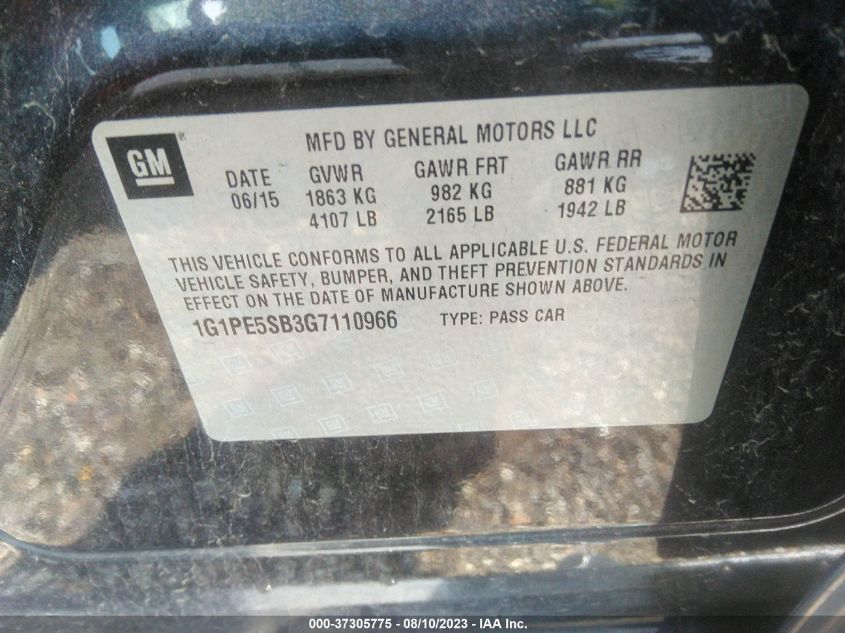 GM
MFD BY GENERAL MOTORS LLC
DATE GVWR GAWR FRT GAWR RR
06/15 1863 KG 982 KG 881 KG
4107 LB 2165 LB 1942 LB
THIS VEHICLE CONFORMS TO ALL APPLICABLE U.S. FEDERAL MOTOR
VEHICLE SAFETY, BUMPER, AND THEFT PREVENTION STANDARDS IN
EFFECT ON THE DATE OF MANUFACTURE SHOWN ABOVE.
1G1PE5SB3G7110966 TYPE: PASS CAR
000-37305775 - 08/10/2023 - IAA Inc.